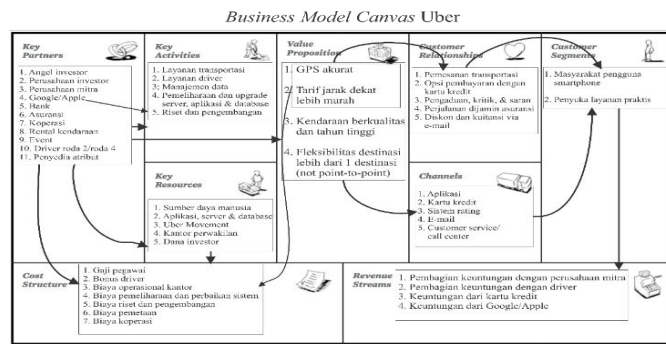 Business Model Canvas Uber
Key
Partners
1. Angel investor
2. Perusahaan investor
3. Perusahaan mitra
4. Google/Apple
5. Bank
6. Asuransi
7. Koperasi
8. Rental kendaraan
9. Event
10. Driver roda 2/roda 4
11. Penyedia atribut
Key
Activities
1. Layanan transportasi
2. Layanan driver
3. Manajemen data
4. Pemeliharaan dan upgrade
server, aplikasi & database
5. Riset dan pengembangan
Key
Resources
1. Sumber daya manusia
2. Aplikasi, server & database
3. Uber Movement
4. Kantor perwakilan
5. Dana investor
Value
Proposition
1. GPS akurat
2. Tarif jarak dekat
lebih murah
3. Kendaraan berkualitas
dan tahun tinggi
4. Fleksibilitas destinasi
lebih dari 1 destinasi
(not point-to-point)
Customer
Relationships
1. Pemesanan transportasi
2. Opsi pembayaran dengan
kartu kredit
3. Pengaduan, kritik, & saran
4. Perjalanan dijamin asuransi
5. Diskon dan kuitansi via
e-mail
Channels
1. Aplikasi
2. Kartu kredit
3. Sistem rating
4. E-mail
5. Customer service/
call center
Customer
Segments
1. Masyarakat pengguna
smartphone
2. Penyuka layanan praktis
Cost
Structure
1. Gaji pegawai
2. Bonus driver
3. Biaya operasional kantor
4. Biaya pemeliharaan dan perbaikan sistem
5. Biaya riset dan pengembangan
6. Biaya pemetaan
7. Biaya koperasi
Revenue
Streams
1. Pembagian keuntungan dengan perusahaan mitra
2. Pembagian keuntungan dengan driver
3. Keuntungan dari kartu kredit
4. Keuntungan dari Google/Apple